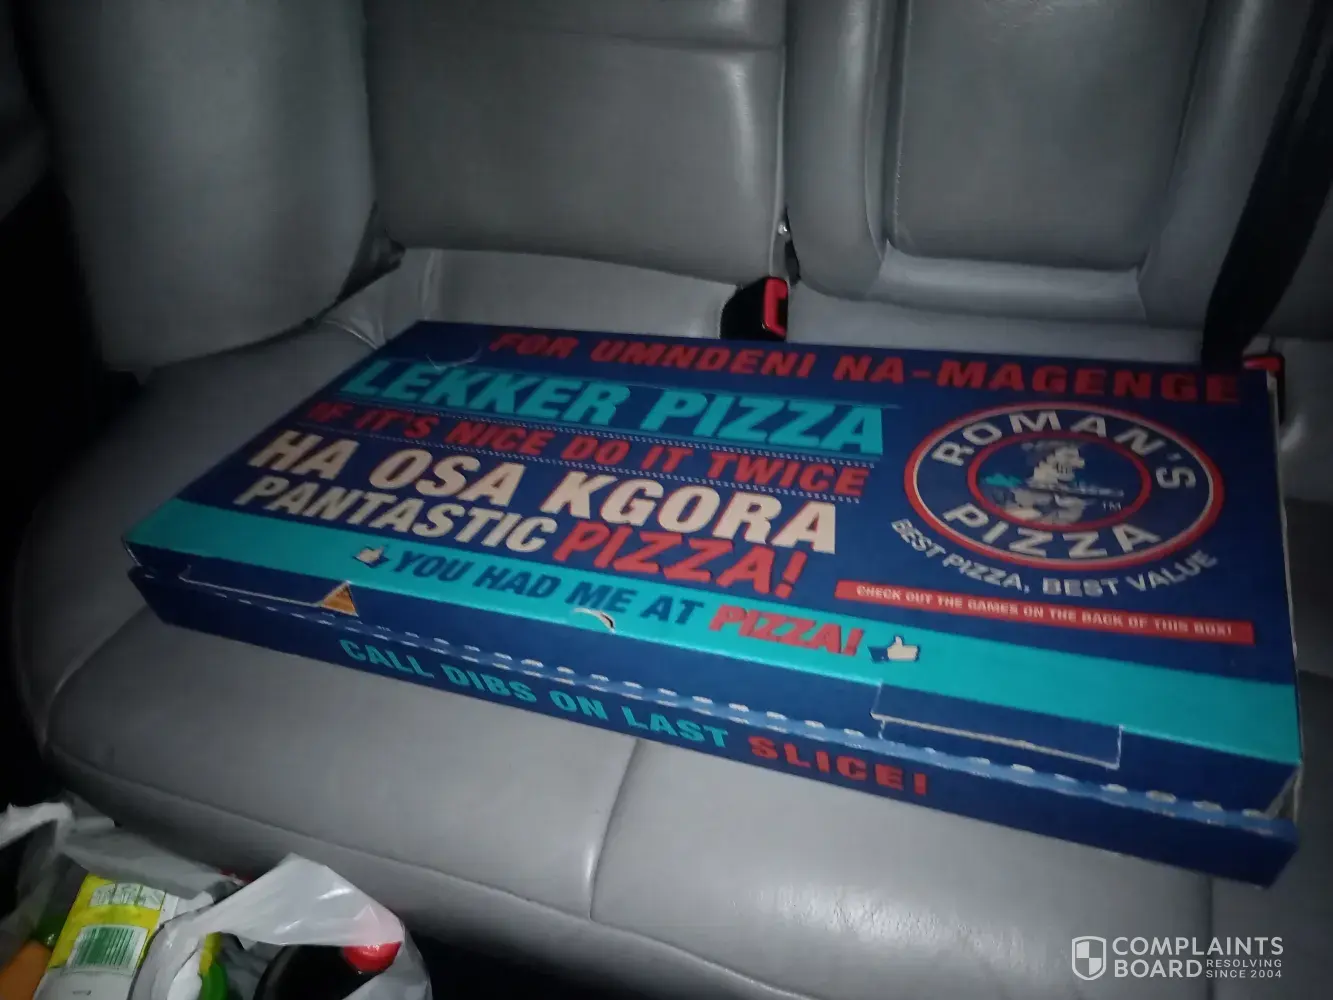 FOR UMNDENI NA-MAGENGE
LEKKER PIZZA
IF IT'S NICE DO IT TWICE
HA OSA KGORA
PANTASTIC PIZZA!
YOU HAD ME AT PIZZA!
ROMAN'S
PIZZA
TM
BEST PIZZA, BEST VALUE
CHECK OUT THE GAMES ON THE BACK OF THIS BOX!
CALL DIBS ON LAST SLICE!
COMPLAINTS
BOARD RESOLVING
SINCE 2004